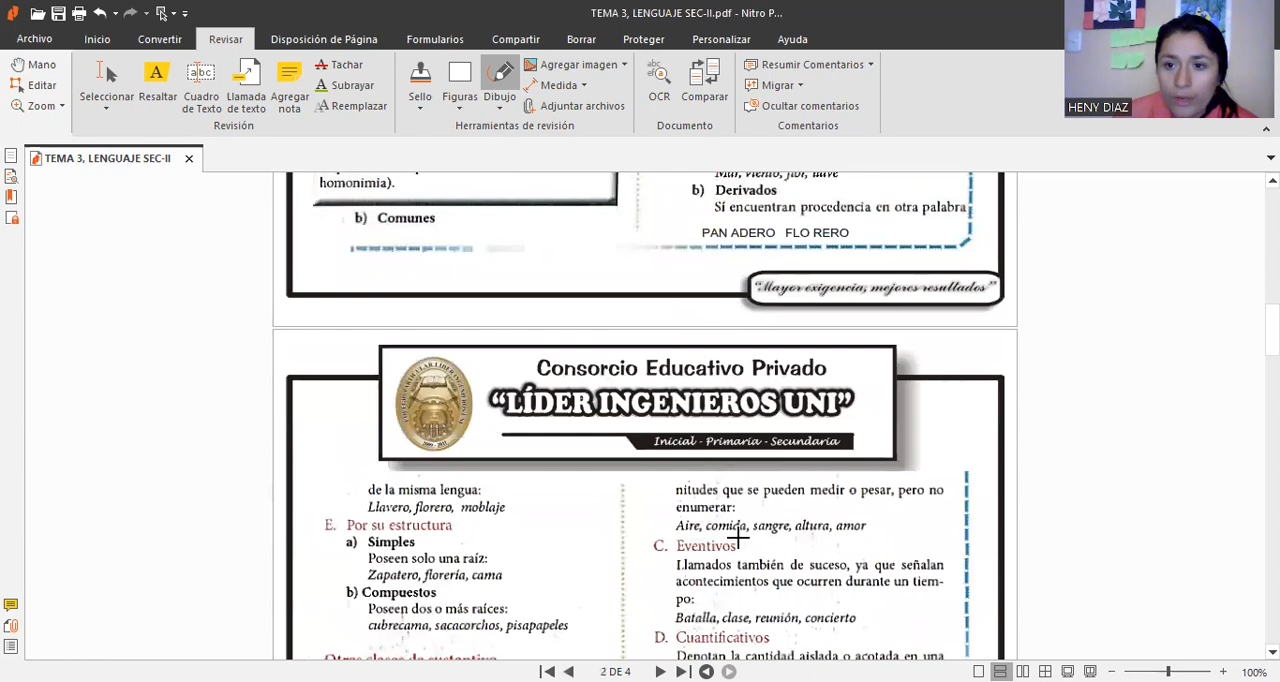 TEMA 3, LENGUAJE SEC-II.pdf - Nitro P...
Archivo Inicio Convertir Revisar Disposición de Página Formularios Compartir Borrar Proteger Personalizar Ayuda
Mano
Editar
Zoom
Seleccionar
Resaltar
Cuadro de Texto
Llamada de texto
Agregar nota
Tachar
Subrayar
Reemplazar
Revisión
Sello
Figuras
Dibujo
Agregar imagen
Medida
Adjuntar archivos
Herramientas de revisión
abc
OCR
Comparar
Documento
Resumir Comentarios
Migrar
Ocultar comentarios
Comentarios
HENY DIAZ
TEMA 3, LENGUAJE SEC-II
homonimia).
b) Comunes
Mar, viento, flor, llave
b) Derivados
Sí encuentran procedencia en otra palabra
PAN ADERO FLO RERO
"Mayor exigencia, mejores resultados"
Consorcio Educativo Privado
"LÍDER INGENIEROS UNI"
Inicial - Primaria - Secundaria
de la misma lengua:
Llavero, florero, moblaje
E. Por su estructura
a) Simples
Poseen solo una raíz:
Zapatero, florería, cama
b) Compuestos
Poseen dos o más raíces:
cubrecama, sacacorchos, pisapapeles
Otras clases de sustantivo
nitudes que se pueden medir o pesar, pero no
enumerar:
Aire, comida, sangre, altura, amor
C. Eventivos
Llamados también de suceso, ya que señalan
acontecimientos que ocurren durante un tiem-
po:
Batalla, clase, reunión, concierto
D. Cuantificativos
Denotan la cantidad aislada o acotada en una
2 DE 4
100%